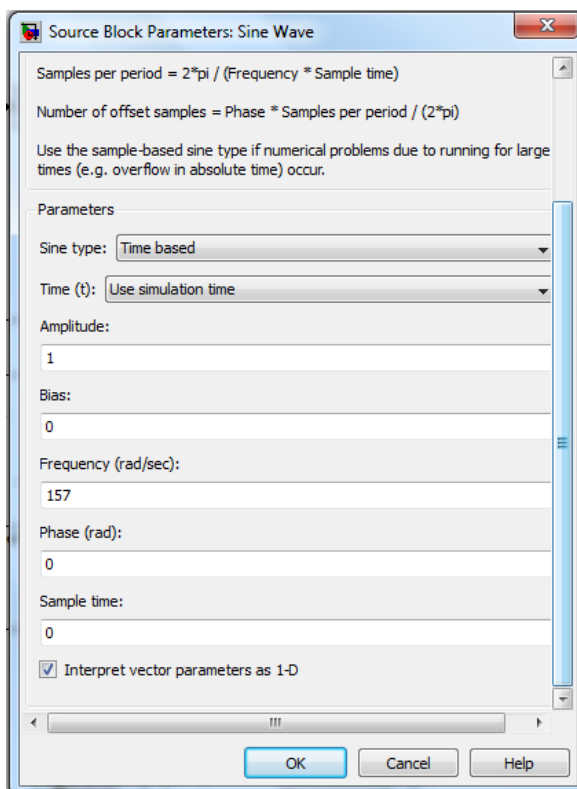 Source Block Parameters: Sine Wave
Samples per period = 2*pi / (Frequency * Sample time)
Number of offset samples = Phase * Samples per period / (2*pi)
Use the sample-based sine type if numerical problems due to running for large
times (e.g. overflow in absolute time) occur.
Parameters
Sine type: Time based
Time (t): Use simulation time
Amplitude:
1
Bias:
0
Frequency (rad/sec):
157
Phase (rad):
0
Sample time:
0
Interpret vector parameters as 1-D
OK Cancel Help